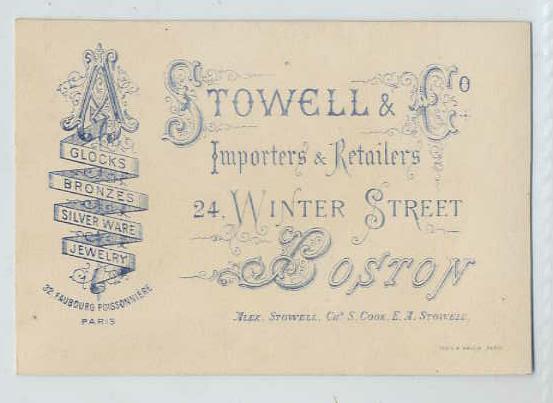 A
STOWELL & Co
Importers & Retailers
24. WINTER STREET
BOSTON
ALEX. STOWELL. Chs S. COOK. E. A. STOWELL.
CLOCKS
BRONZES
SILVER WARE
JEWELRY
32, FAUBOURG POISSONNIÈRE
PARIS